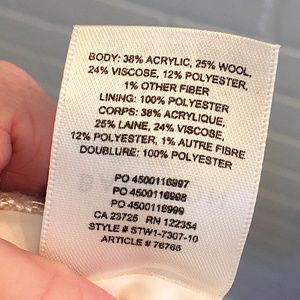 BODY: 38% ACRYLIC, 25% WOOL,
24% VISCOSE, 12% POLYESTER,
1% OTHER FIBER
LINING: 100% POLYESTER
CORPS: 38% ACRYLIQUE,
25% LAINE, 24% VISCOSE,
12% POLYESTER, 1% AUTRE FIBRE
DOUBLURE: 100% POLYESTER
PO 4500116997
PO 4500116998
PO 4500116999
CA 23725 RN 122354
STYLE # STW1-7307-10
ARTICLE # 76765